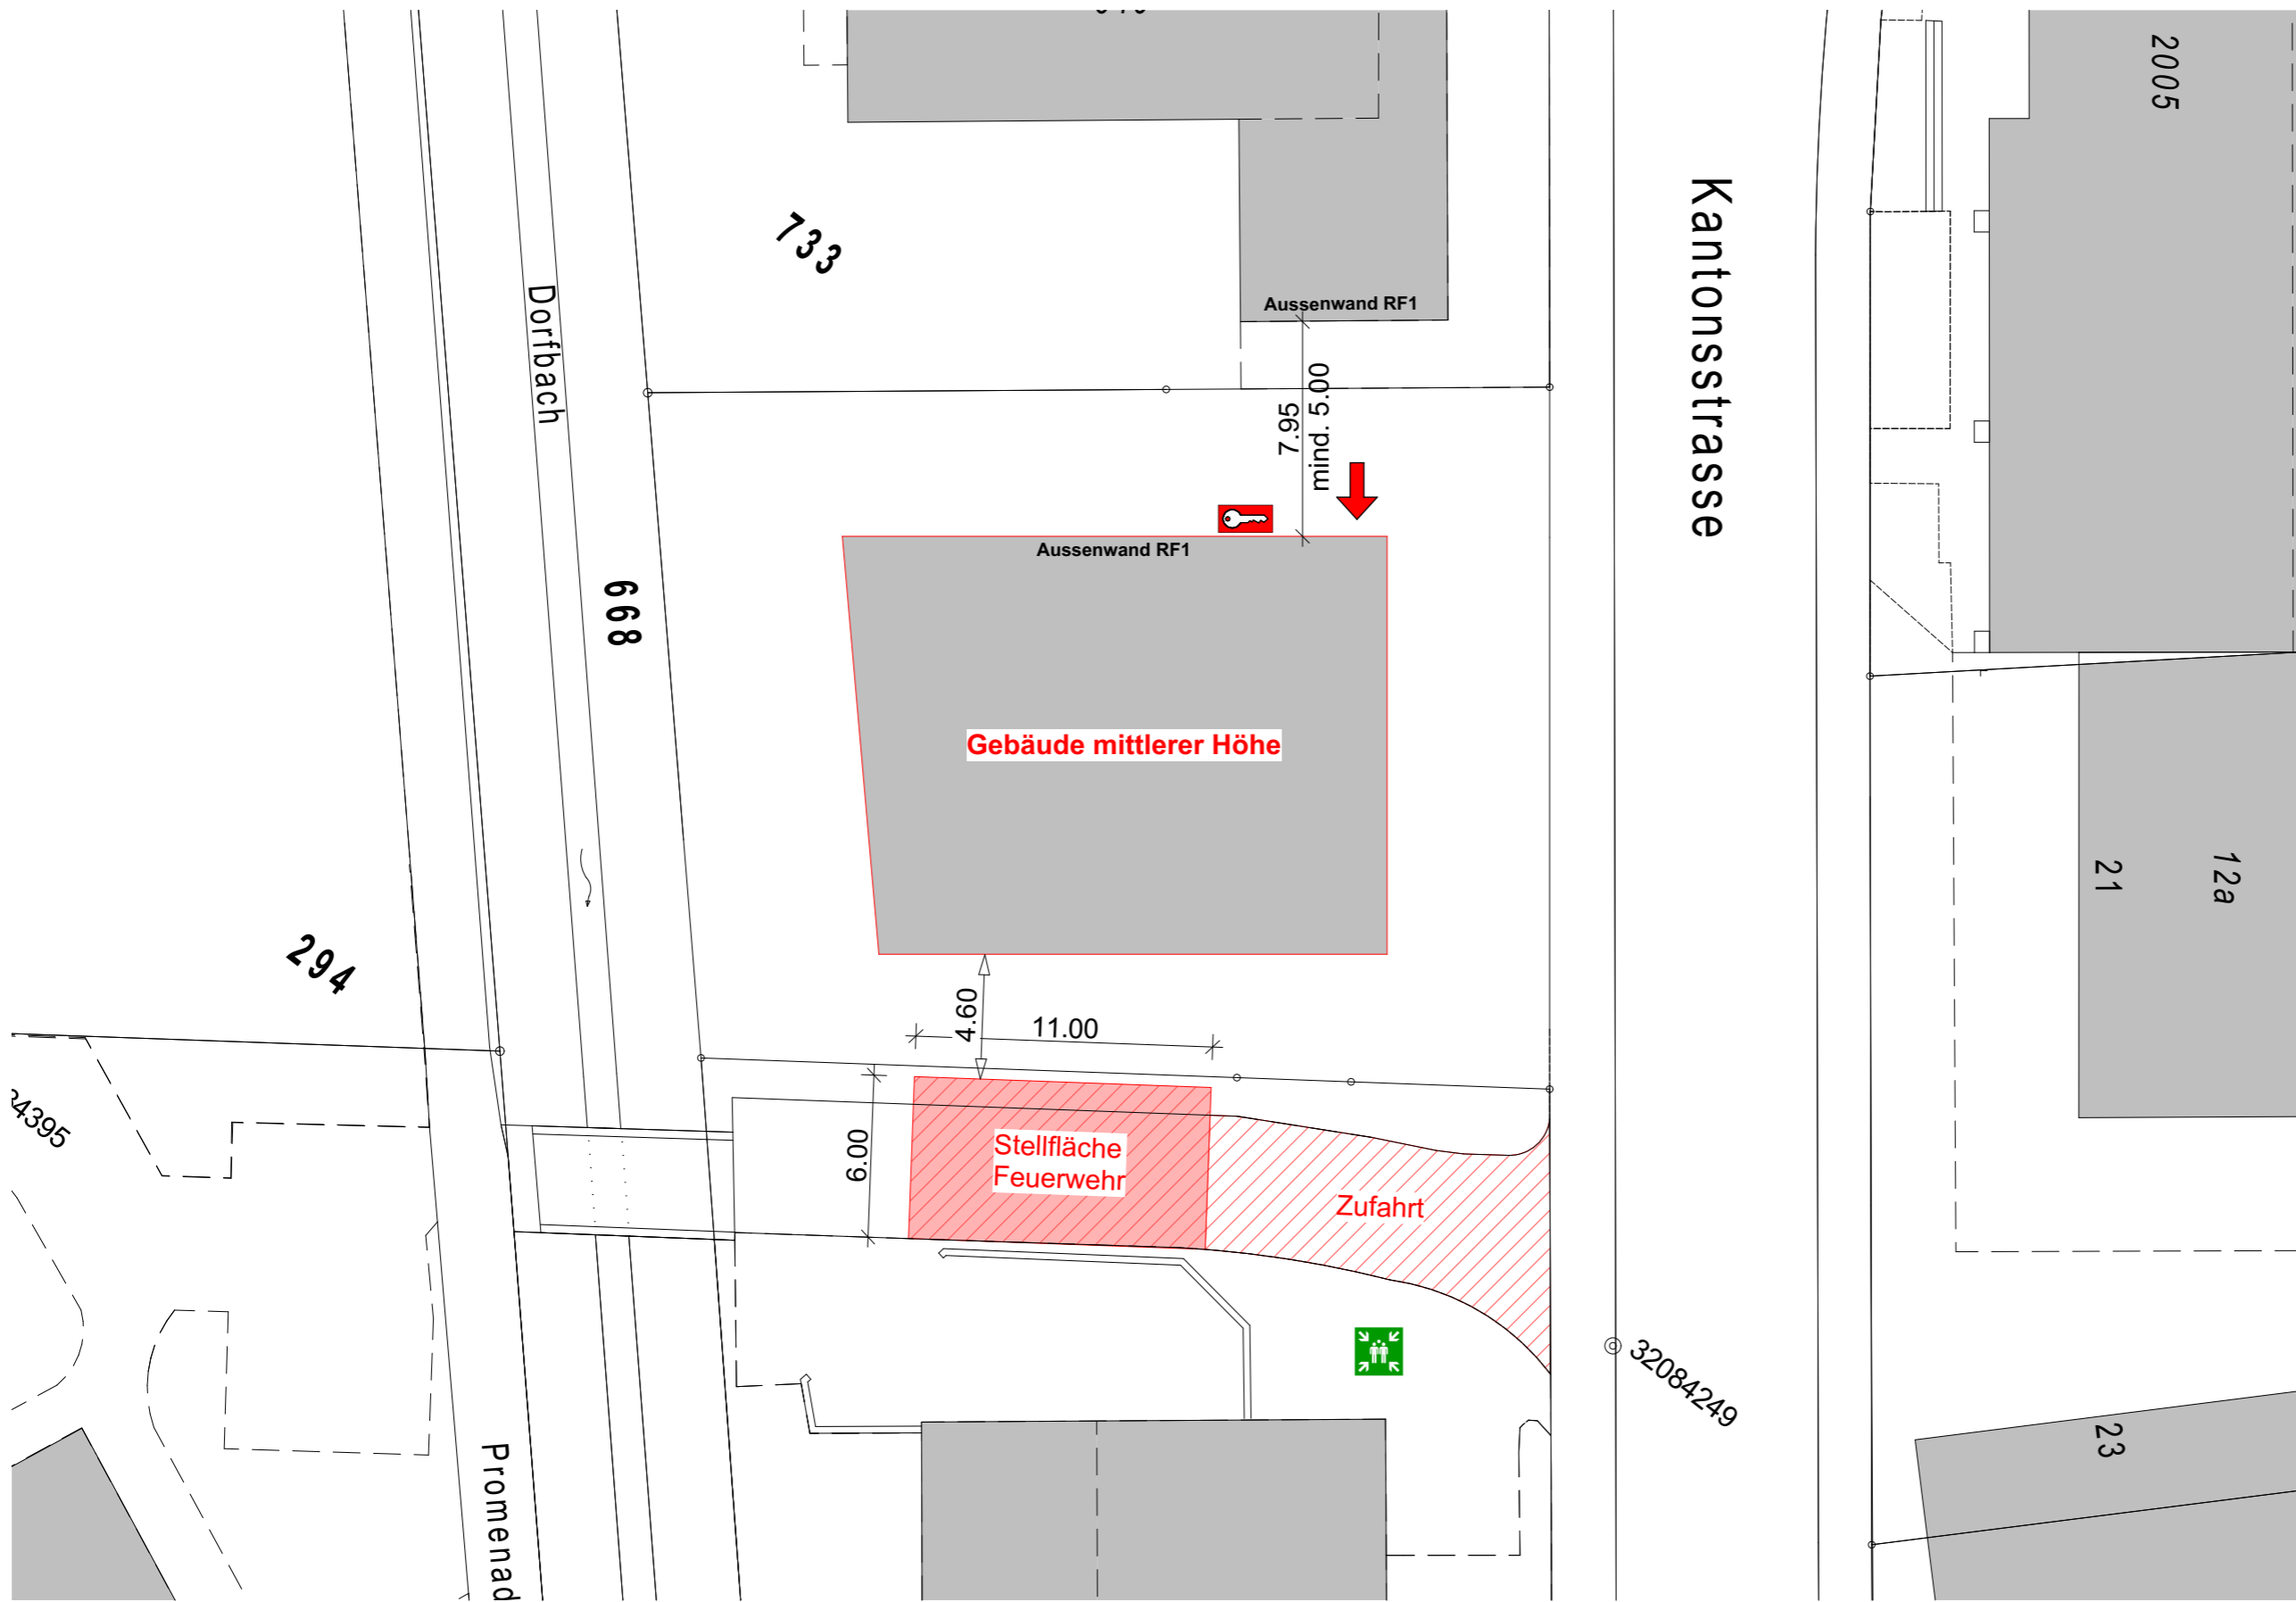 2005
Kantonsstrasse
733
Dorfbach
Aussenwand RF1
7.95
mind. 5.00
Aussenwand RF1
668
Gebäude mittlerer Höhe
21
12a
294
4.60
11.00
34395
6.00
Stellfläche
Feuerwehr
Zufahrt
32084249
23
Promenad